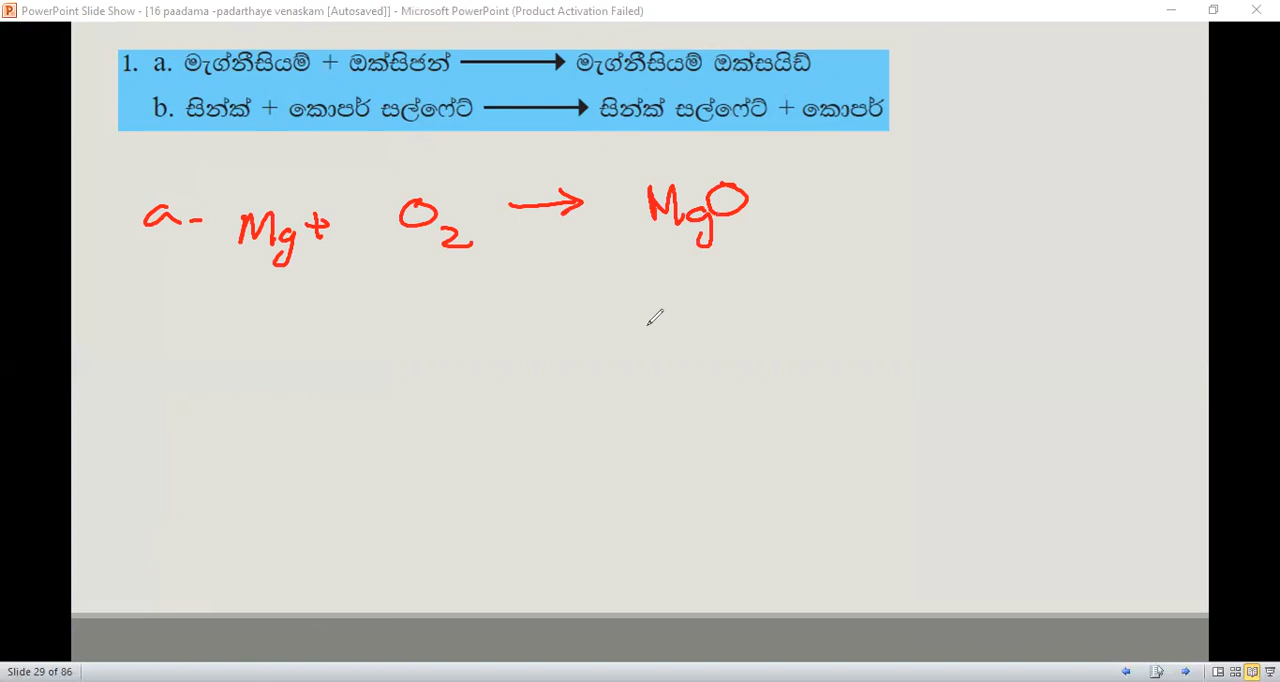 PowerPoint Slide Show - [16 paadama -padarthaye venaskam [Autosaved]] - Microsoft PowerPoint (Product Activation Failed)
1. a. මැග්නීසියම් + ඔක්සිජන් ⟶ මැග්නීසියම් ඔක්සයිඩ්
b. සින්ක් + කොපර් සල්ෆේට් ⟶ සින්ක් සල්ෆේට් + කොපර්
a- Mg + O2 → MgO
Slide 29 of 86